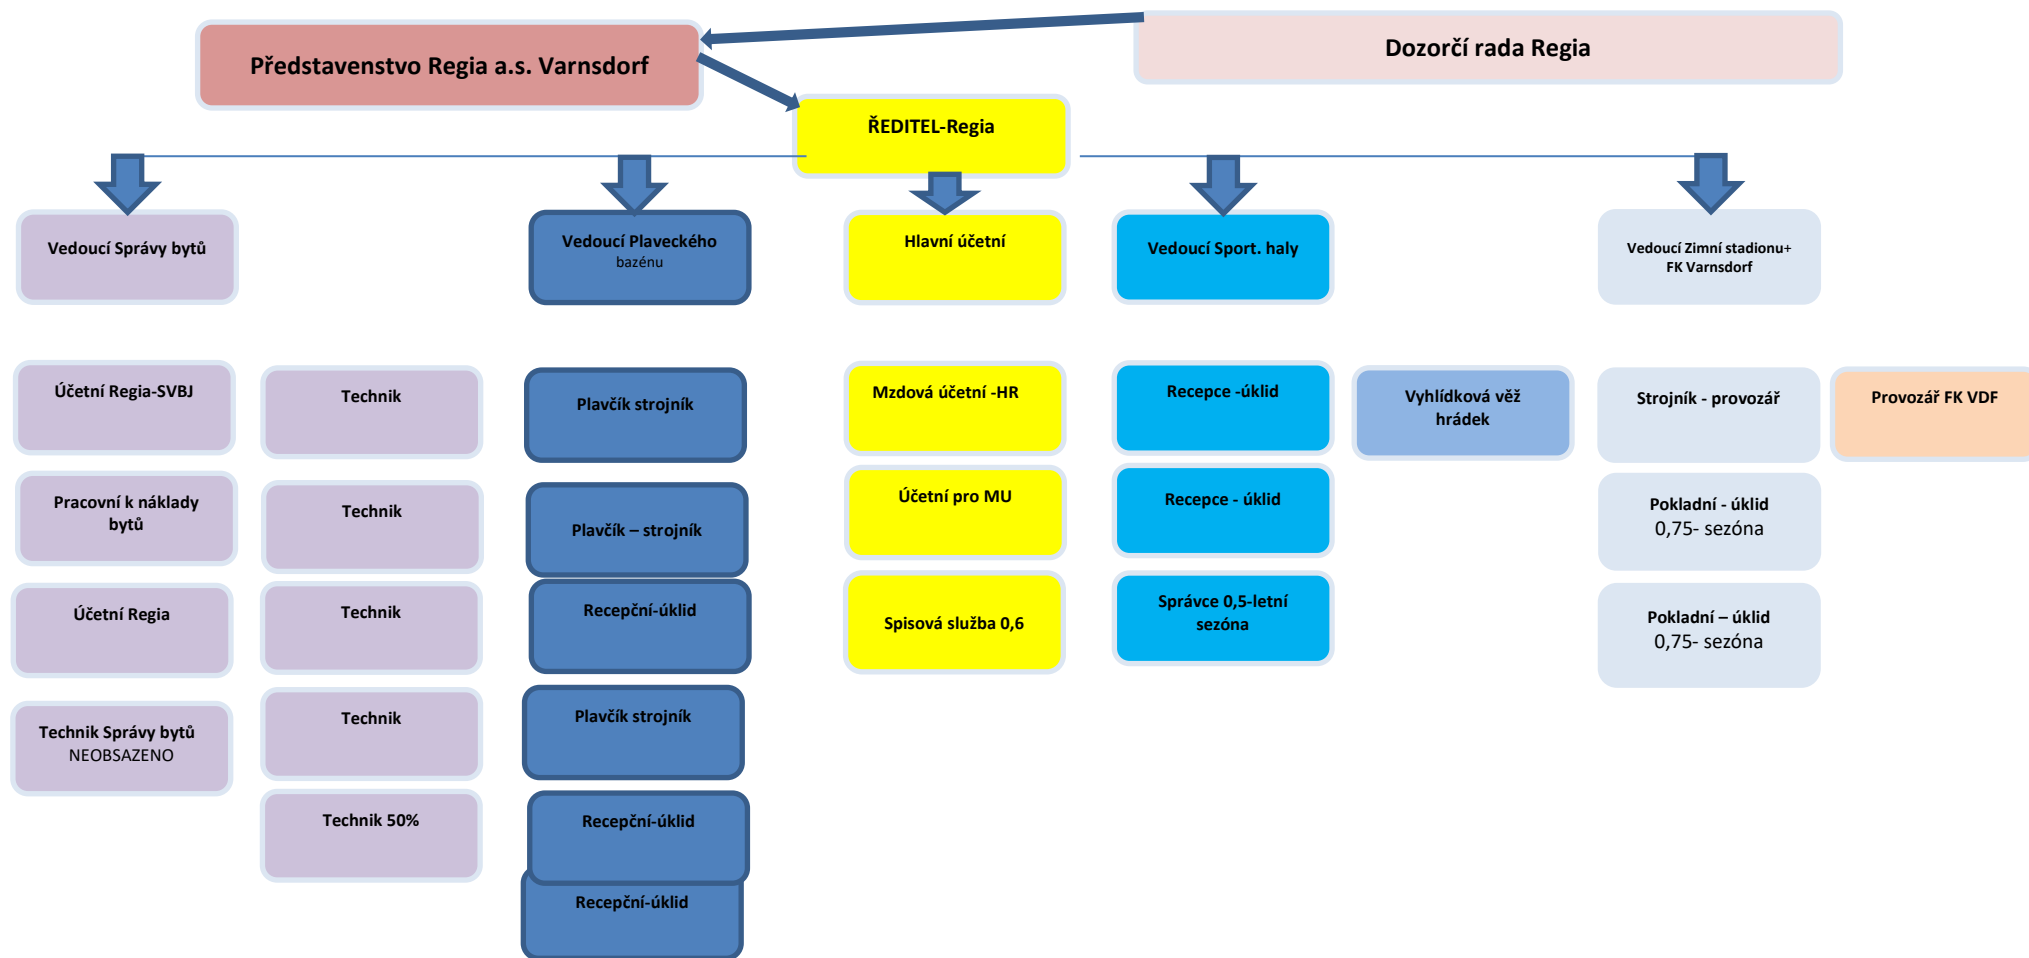 Představenstvo Regia a.s. Varnsdorf
Dozorčí rada Regia
ŘEDITEL-Regia
Vedoucí Správy bytů
Vedoucí Plaveckého
bazénu
Hlavní účetní
Vedoucí Sport. haly
Vedoucí Zimní stadionu+
FK Varnsdorf
Účetní Regia-SVBJ
Technik
Plavčík strojník
Mzdová účetní -HR
Recepce -úklid
Vyhlídková věž
hrádek
Strojník - provozář
Provozář FK VDF
Pracovní k náklady
bytů
Technik
Plavčík – strojník
Účetní pro MU
Recepce - úklid
Pokladní - úklid
0,75- sezóna
Účetní Regia
Technik
Recepční-úklid
Spisová služba 0,6
Správce 0,5-letní
sezóna
Pokladní – úklid
0,75- sezóna
Technik Správy bytů
NEOBSAZENO
Technik
Plavčík strojník
Technik 50%
Recepční-úklid
Recepční-úklid